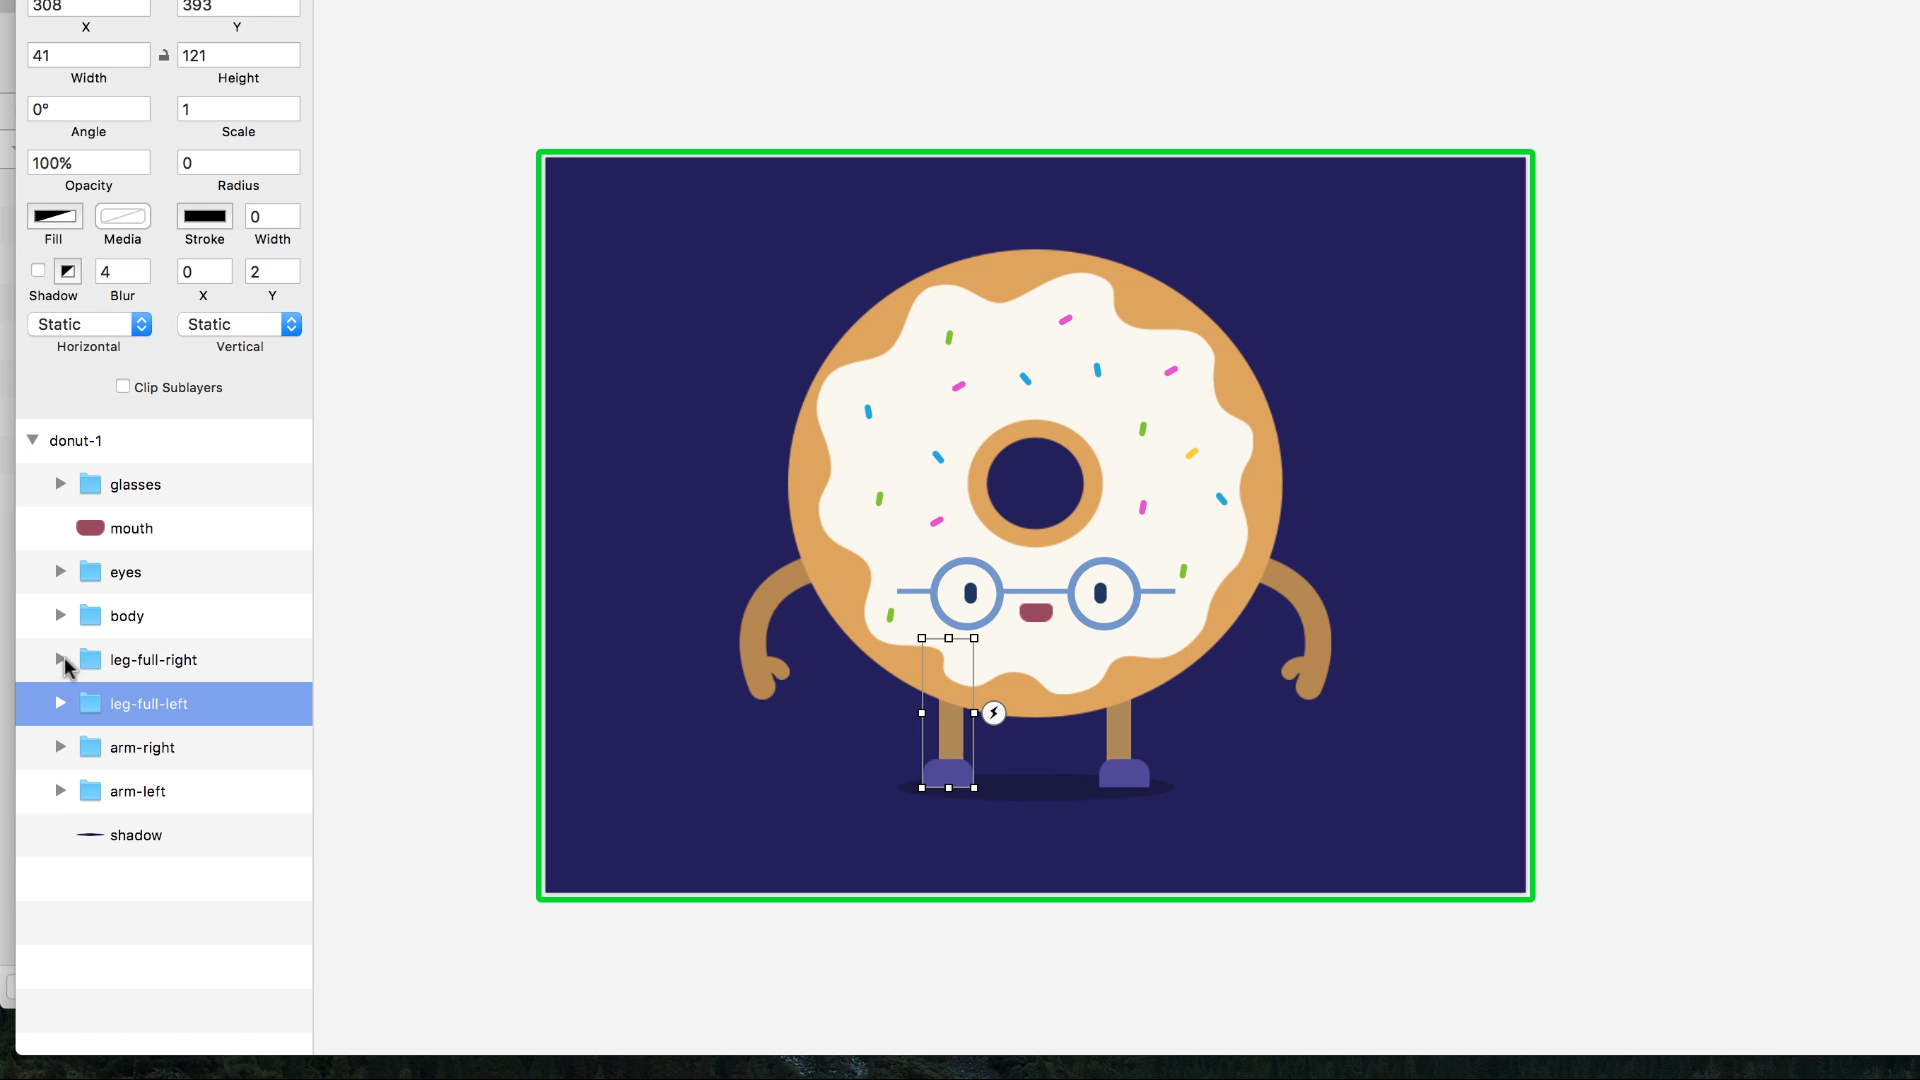 308 393
X Y
41 121
Width Height
0° 1
Angle Scale
100% 0
Opacity Radius
0
Fill Media Stroke Width
4 0 2
Shadow Blur X Y
Static Static
Horizontal Vertical
Clip Sublayers
donut-1
glasses
mouth
eyes
body
leg-full-right
leg-full-left
arm-right
arm-left
shadow